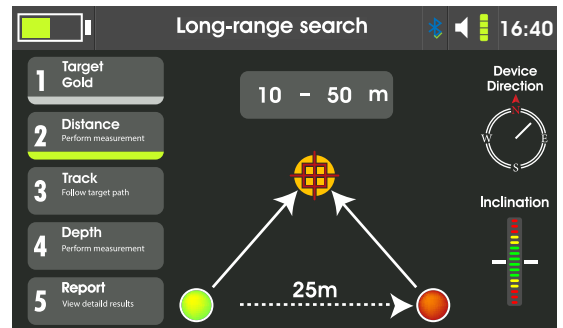 Long-range search
16:40
1 Target
Gold
2 Distance
Perform measurement
3 Track
Follow target path
4 Depth
Perform measurement
5 Report
View detaild results
10 - 50 m
25m
Device
Direction
N
W
E
S
Inclination